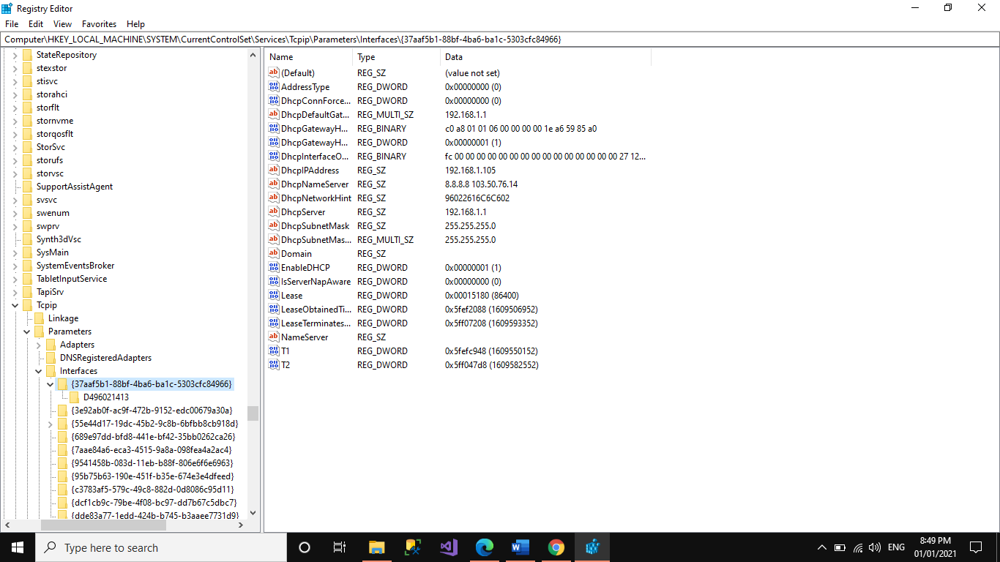 Registry Editor
File Edit View Favorites Help
Computer\HKEY_LOCAL_MACHINE\SYSTEM\CurrentControlSet\Services\Tcpip\Parameters\Interfaces\{37aaf5b1-88bf-4ba6-ba1c-5303cfc84966}
StateRepository
stexstor
stisvc
storahci
storflt
stornvme
storqosflt
StorSvc
storufs
storvsc
SupportAssistAgent
svsvc
swenum
swprv
Synth3dVsc
SysMain
SystemEventsBroker
TabletInputService
TapiSrv
Tcpip
Linkage
Parameters
Adapters
DNSRegisteredAdapters
Interfaces
{37aaf5b1-88bf-4ba6-ba1c-5303cfc84966}
D496021413
{3e92ab0f-ac9f-472b-9152-edc00679a30a}
{55e44d17-19dc-45b2-9c8b-6bfbb8cb918d}
{689e97dd-bfd8-441e-bf42-35bb0262ca26}
{7aae84a6-eca3-4515-9a8a-098fea4a2ac4}
{9541458b-083d-11eb-b88f-806e6f6e6963}
{95b75b63-190e-451f-b35e-674e3e4dfeed}
{c3783af5-579c-49c8-882d-0d8086c95d11}
{dcf1cb9c-79be-4f08-bc97-dd7b67c5dbc7}
{dde83a77-1edd-424b-b745-b3aaee7731d9}
Name Type Data
(Default) REG_SZ (value not set)
AddressType REG_DWORD 0x00000000 (0)
DhcpConnForce... REG_DWORD 0x00000000 (0)
DhcpDefaultGat... REG_MULTI_SZ 192.168.1.1
DhcpGatewayH... REG_BINARY c0 a8 01 01 06 00 00 00 00 1e a6 59 85 a0
DhcpGatewayH... REG_DWORD 0x00000001 (1)
DhcpInterfaceO... REG_BINARY fc 00 00 00 00 00 00 00 00 00 00 00 00 00 00 00 27 12...
DhcpIPAddress REG_SZ 192.168.1.105
DhcpNameServer REG_SZ 8.8.8.8 103.50.76.14
DhcpNetworkHint REG_SZ 96022616C6C602
DhcpServer REG_SZ 192.168.1.1
DhcpSubnetMask REG_SZ 255.255.255.0
DhcpSubnetMas... REG_MULTI_SZ 255.255.255.0
Domain REG_SZ
EnableDHCP REG_DWORD 0x00000001 (1)
IsServerNapAware REG_DWORD 0x00000000 (0)
Lease REG_DWORD 0x00015180 (86400)
LeaseObtainedTi... REG_DWORD 0x5fef2088 (1609506952)
LeaseTerminates... REG_DWORD 0x5ff07208 (1609593352)
NameServer REG_SZ
T1 REG_DWORD 0x5fefc948 (1609550152)
T2 REG_DWORD 0x5ff047d8 (1609582552)
Type here to search
ENG
8:49 PM
01/01/2021